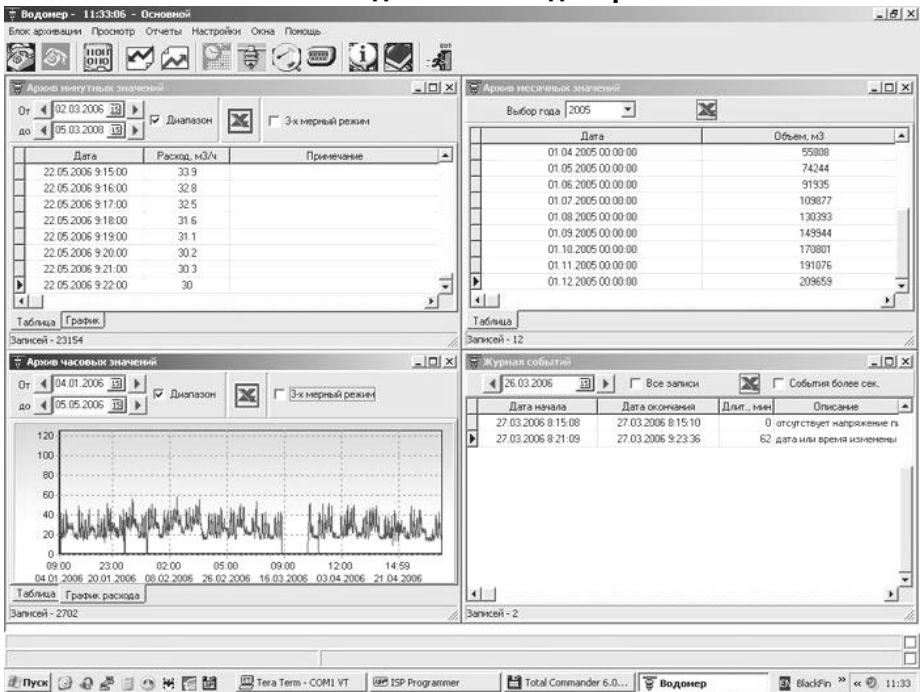 Водомер - 11:33:06 - Основной
Блок архивации Просмотр Отчеты Настройки Окна Помощь
Архив минутных значений
От 02.03.2006
до 05.03.2008
Диапазон
3-х мерный режим
Дата Расход, м3/ч Примечание
22.05.2006 9:15:00 33.9
22.05.2006 9:16:00 32.8
22.05.2006 9:17:00 32.5
22.05.2006 9:18:00 31.6
22.05.2006 9:19:00 31.1
22.05.2006 9:20:00 30.2
22.05.2006 9:21:00 30.3
22.05.2006 9:22:00 30
Таблица График
Записей - 23154
Архив месячных значений
Выбор года 2005
Дата Объем, м3
01.04.2005 00:00:00 55808
01.05.2005 00:00:00 74244
01.06.2005 00:00:00 91935
01.07.2005 00:00:00 109877
01.08.2005 00:00:00 130393
01.09.2005 00:00:00 149944
01.10.2005 00:00:00 170801
01.11.2005 00:00:00 191076
01.12.2005 00:00:00 209659
Таблица
Записей - 12
Архив часовых значений
От 04.01.2006
до 05.05.2006
Диапазон
3-х мерный режим
120
100
80
60
40
20
0
09:00 23:00 02:00 05:00 09:00 12:00 14:59
04.01.2006 20.01.2006 08.02.2006 26.02.2006 16.03.2006 03.04.2006 21.04.2006
Таблица График расхода
Записей - 2702
Журнал событий
26.03.2006 Все записи События более сек.
Дата начала Дата окончания Длит., мин Описание
27.03.2006 8:15:08 27.03.2006 8:15:10 0 отсутствует напряжение
27.03.2006 8:21:09 27.03.2006 9:23:36 62 дата или время изменены
Записей - 2
Пуск Tera Term - COM1 VT ISP Programmer Total Commander 6.0... Водомер BlackFin » « 11:33